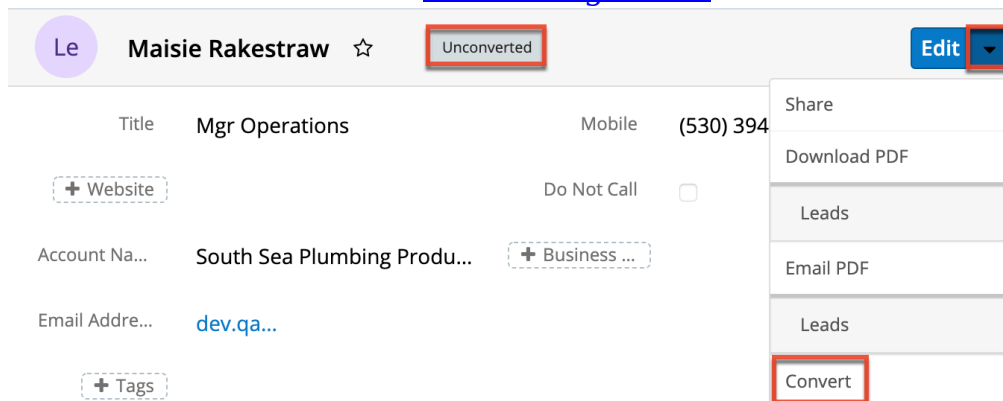 Le Maisie Rakestraw Unconverted Edit
Title Mgr Operations Mobile (530) 394
Share
Download PDF
+ Website Do Not Call
Leads
Account Na... South Sea Plumbing Produ... + Business ...
Email PDF
Email Addre... dev.qa...
Leads
+ Tags
Convert